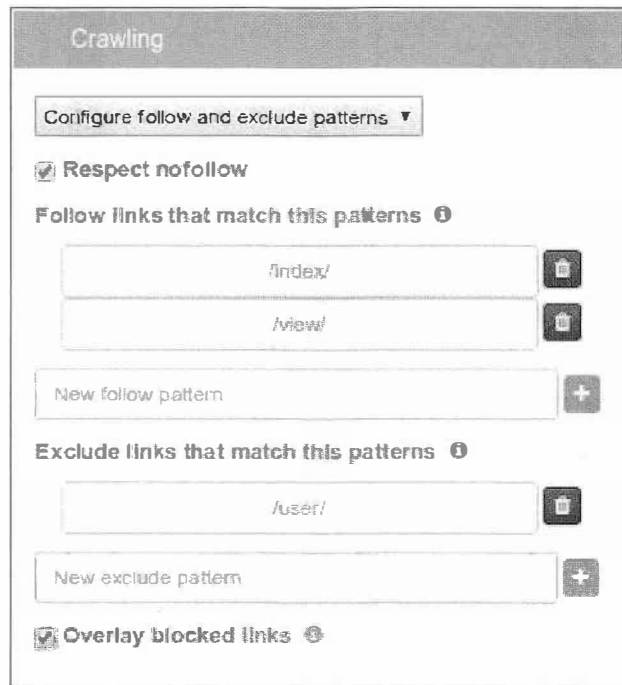 Crawling
Configure follow and exclude patterns
Respect nofollow
Follow links that match this patterns
/index/
/view/
New follow pattern
Exclude links that match this patterns
/user/
New exclude pattern
Overlay blocked links